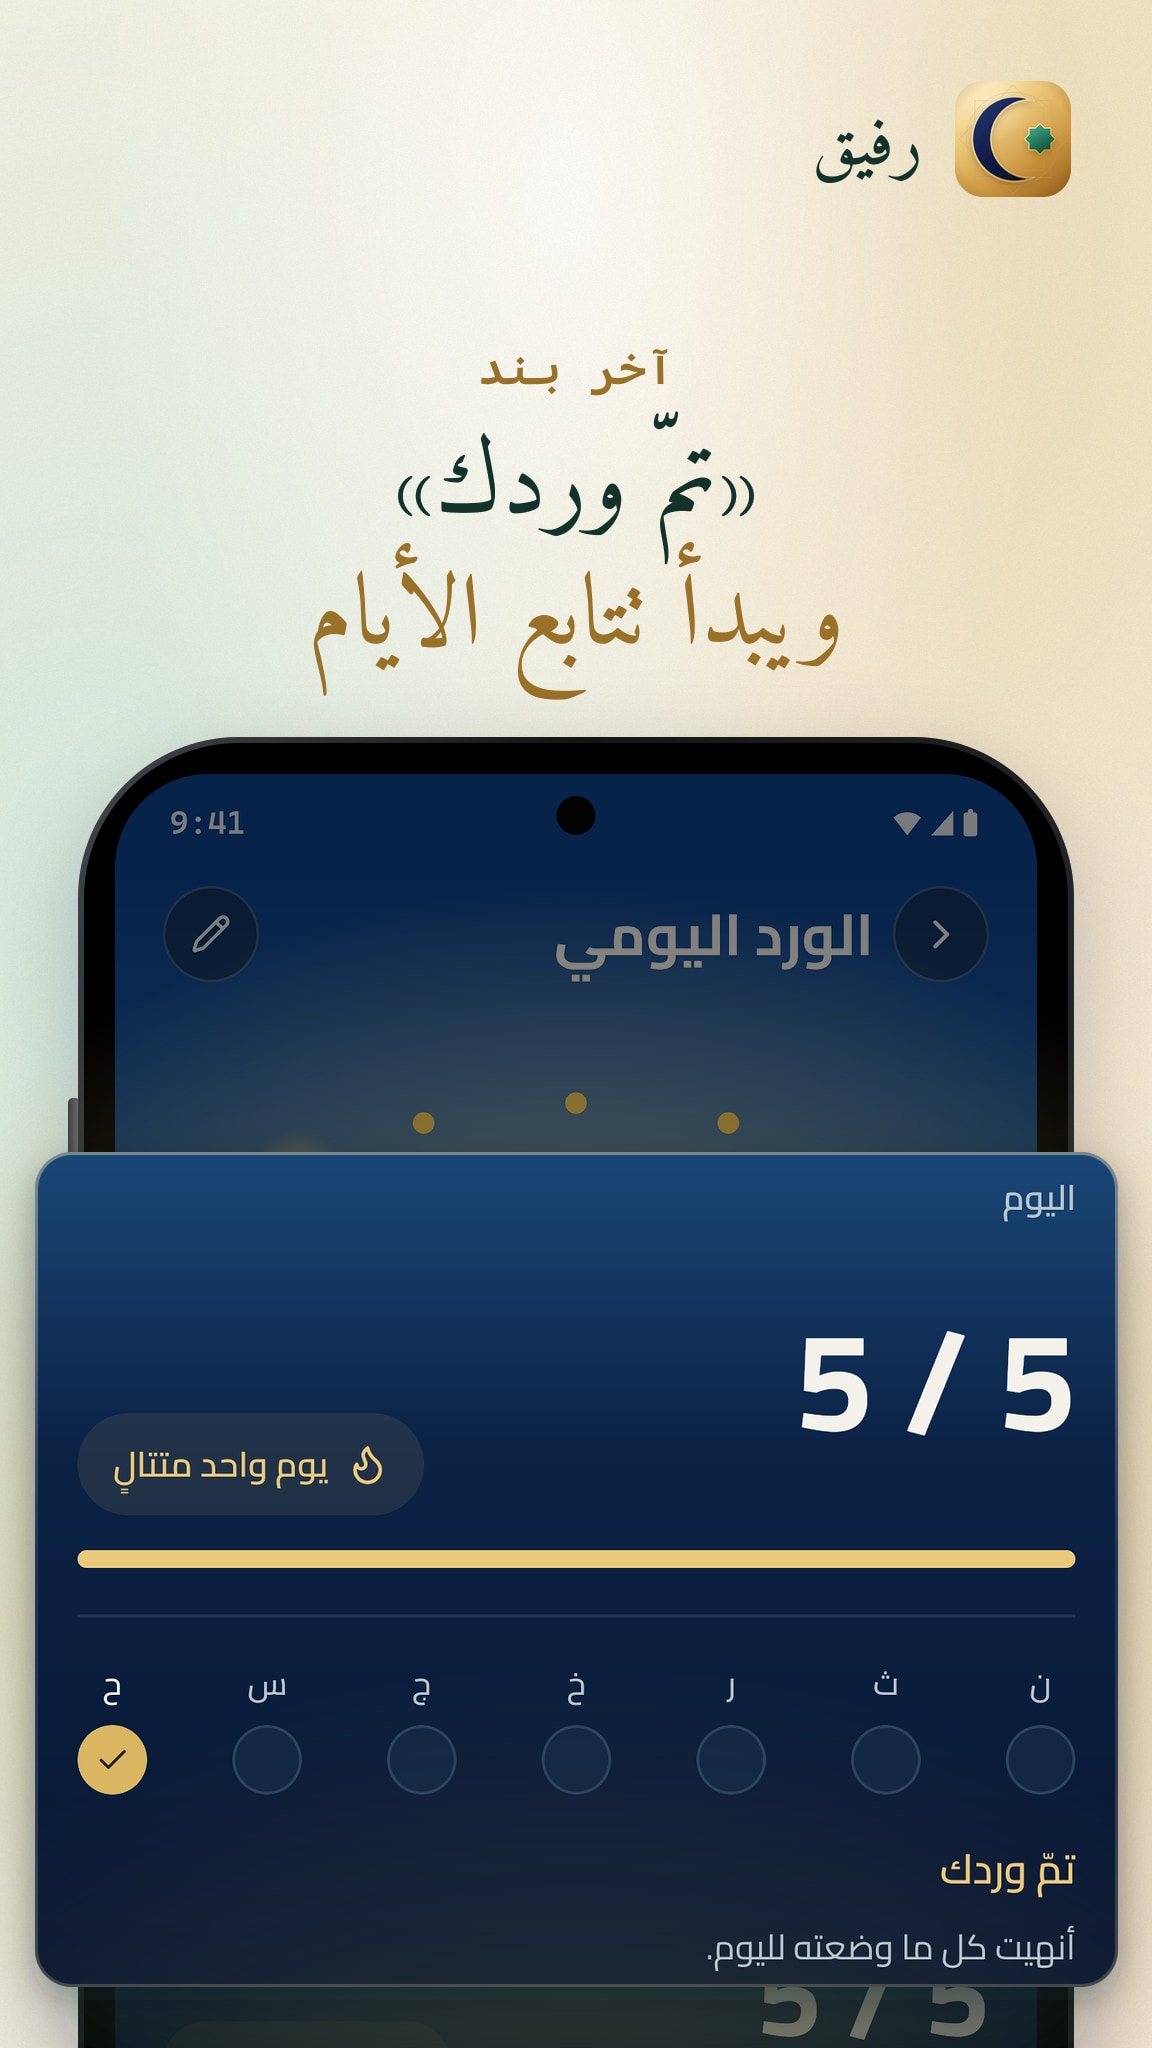 رفيق
آخر بند
((تمّ وردك))
ويبدأ تتابع الأيام
9:41
الورد اليومي
اليوم
5 / 5
يوم واحد متتالٍ
ن ث ر خ ج س ح
تمّ وردك
أنهيت كل ما وضعته لليوم.
5 / 5